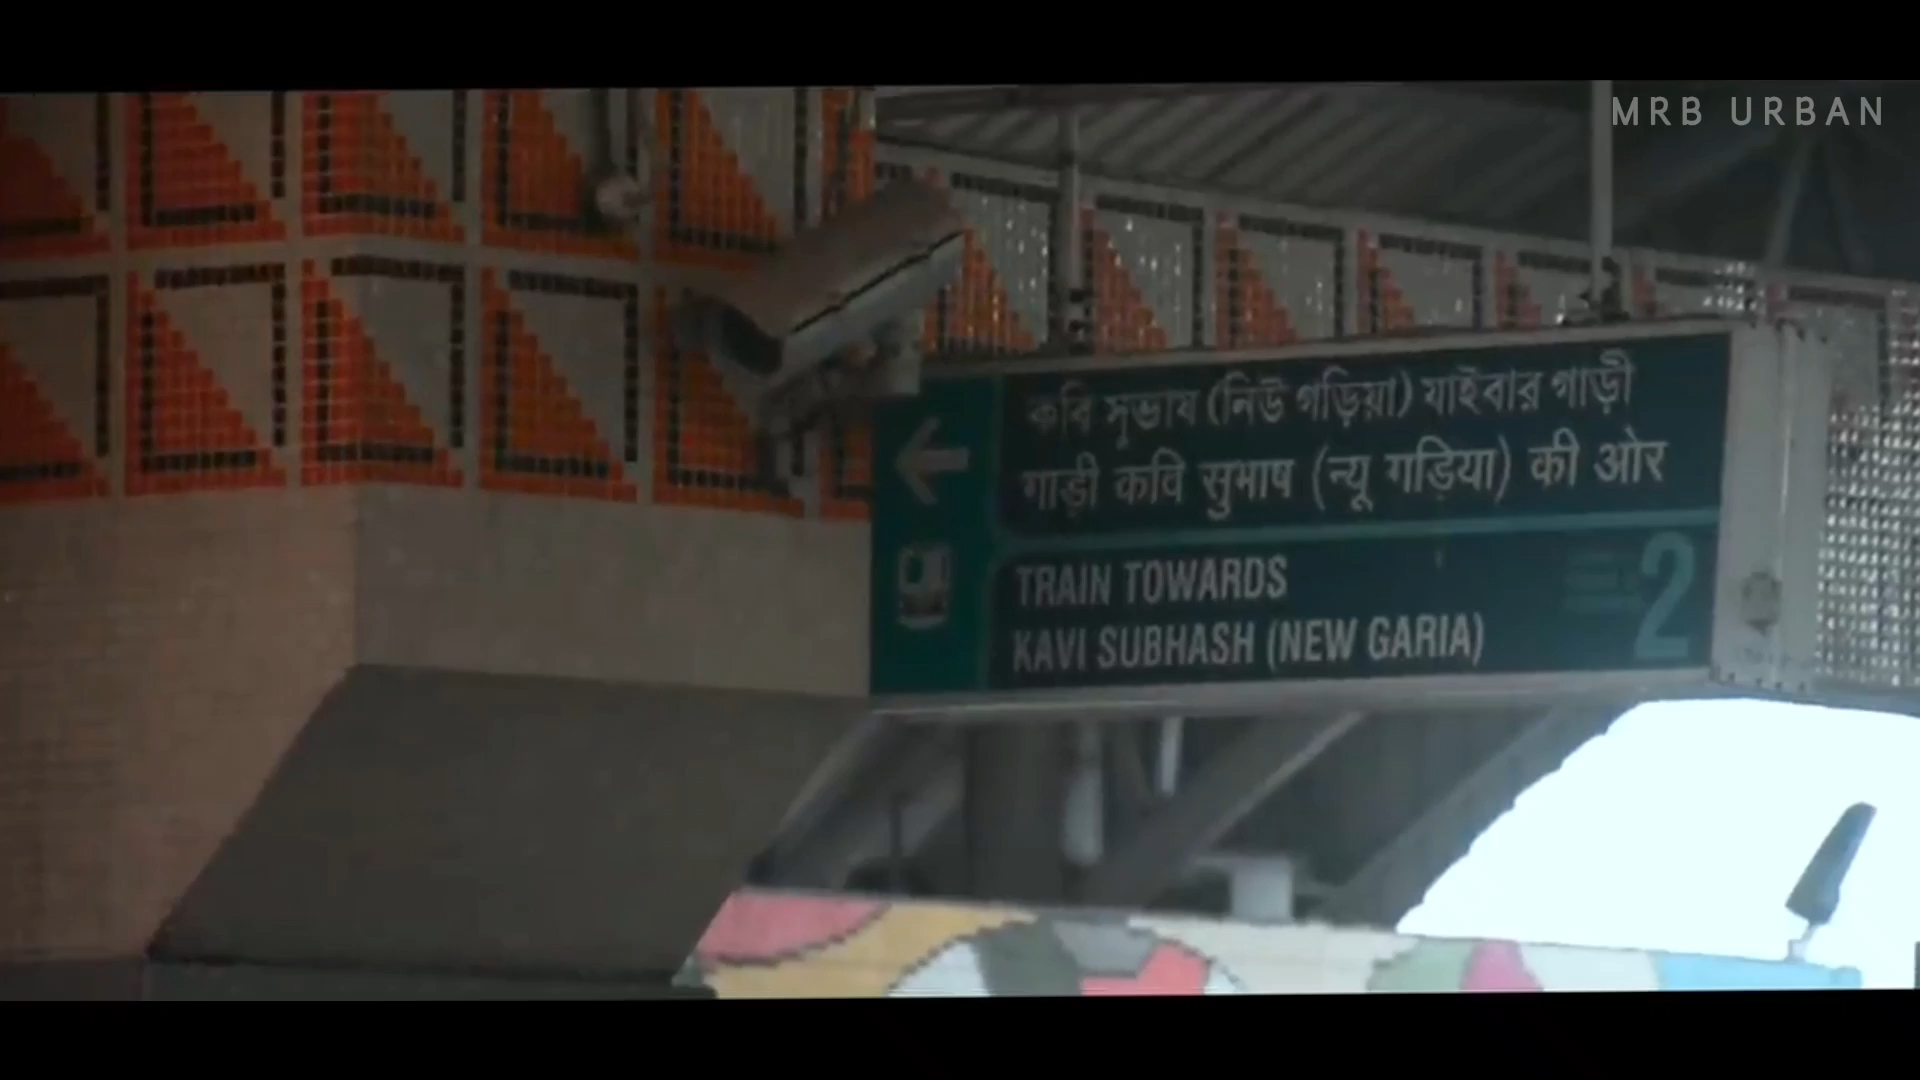 MRB URBAN
কবি সুভাষ (নিউ গড়িয়া) যাইবার গাড়ী
गाड़ी कवि सुभाष (न्यू गड़िया) की ओर
TRAIN TOWARDS
KAVI SUBHASH (NEW GARIA)
2